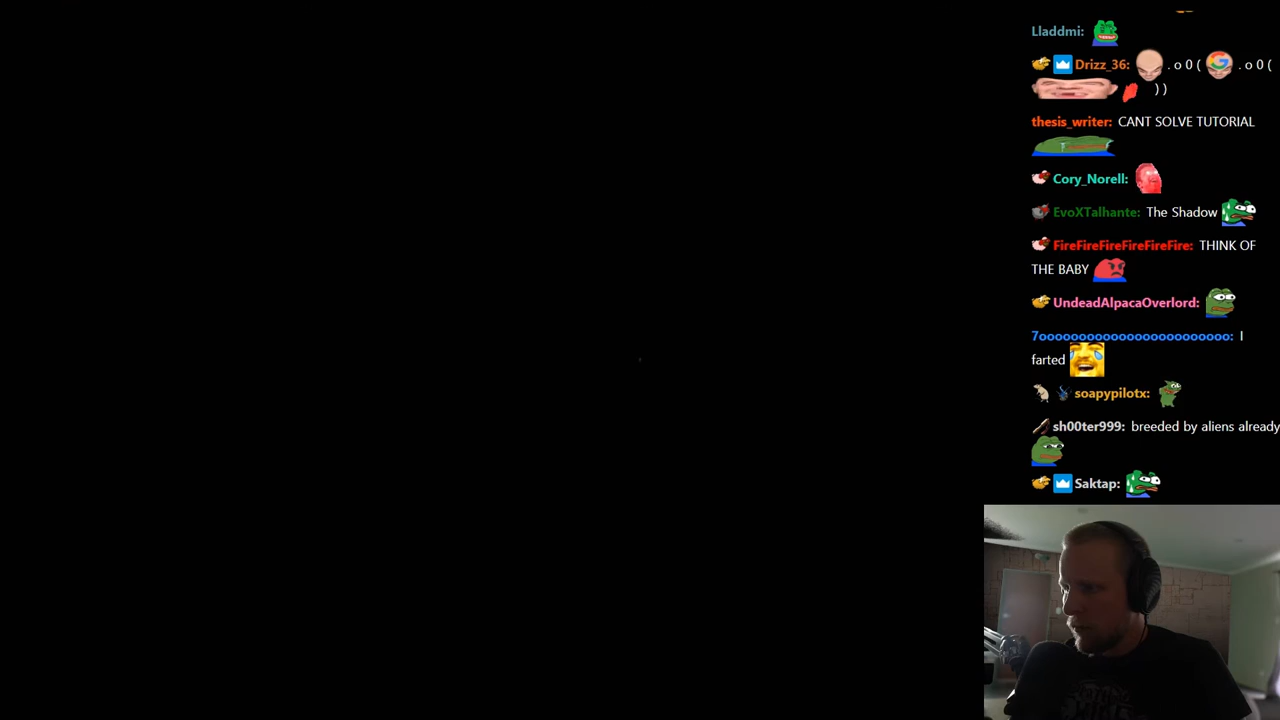 Lladdmi:
Drizz_36: . o 0 ( . o 0 (
) )
thesis_writer: CANT SOLVE TUTORIAL
Cory_Norell:
EvoXTalhante: The Shadow
FireFireFireFireFireFire: THINK OF
THE BABY
UndeadAlpacaOverlord:
7oooooooooooooooooooooooo: I
farted
soapypilotx:
sh00ter999: breeded by aliens already
Saktap: